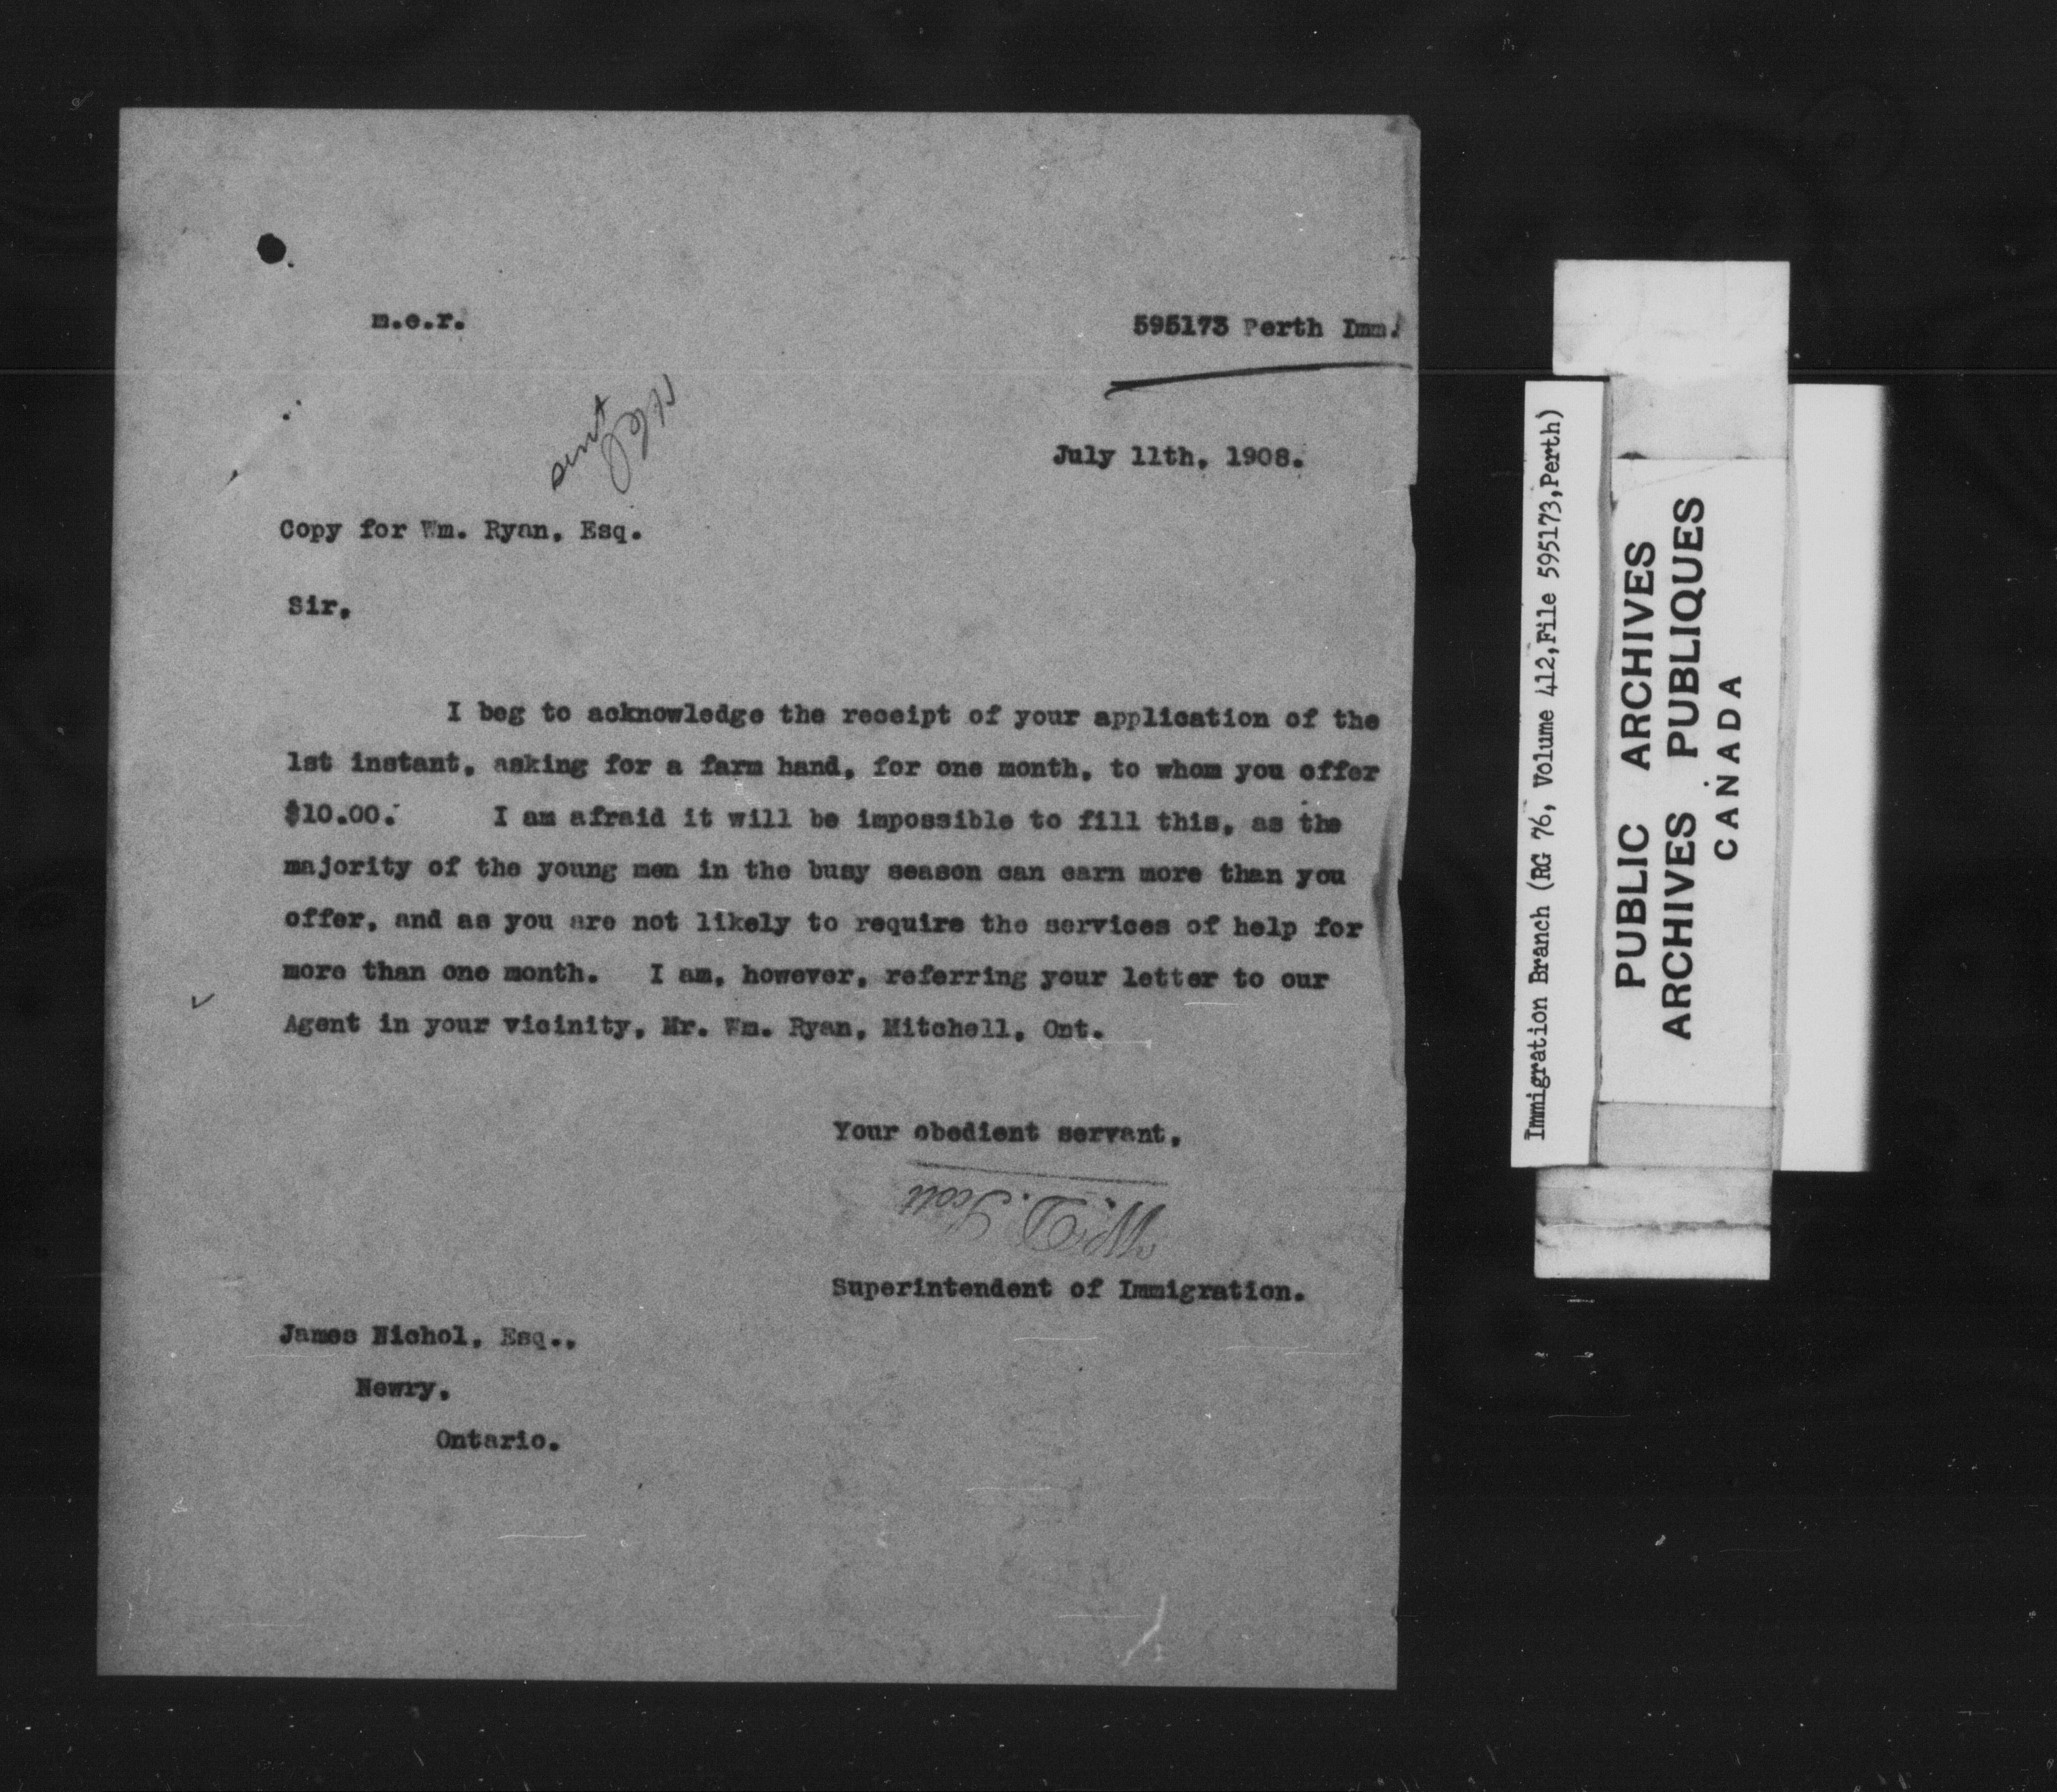 m.e.r.
595173 Perth Imm.
sent
July 11th, 1908.
Copy for Wm. Ryan, Esq.
Sir,
I beg to acknowledge the receipt of your application of the
1st instant, asking for a farm hand, for one month, to whom you offer
$10.00. I am afraid it will be impossible to fill this, as the
majority of the young men in the busy season can earn more than you
offer, and as you are not likely to require the services of help for
more than one month. I am, however, referring your letter to our
Agent in your vicinity, Mr. Wm. Ryan, Mitchell, Ont.
Your obedient servant,
W. D. Scott
Superintendent of Immigration.
James Nichol, Esq.,
Newry,
Ontario.
Immigration Branch (RG 76, Volume 412,File 595173,Perth)
PUBLIC ARCHIVES
ARCHIVES PUBLIQUES
CANADA